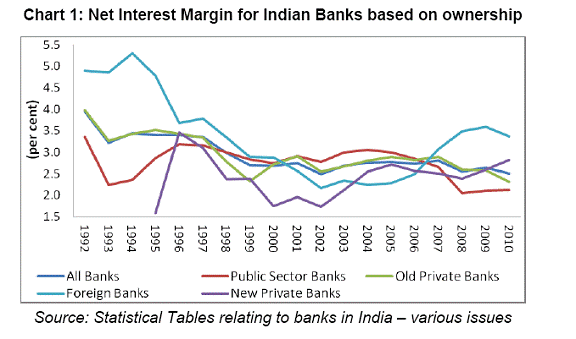 Chart 1: Net Interest Margin for Indian Banks based on ownership
5.5
5.0
4.5
4.0
3.5
3.0
2.5
2.0
1.5
(per cent)
1992 1993 1994 1995 1996 1997 1998 1999 2000 2001 2002 2003 2004 2005 2006 2007 2008 2009 2010
All Banks Public Sector Banks Old Private Banks
Foreign Banks New Private Banks
Source: Statistical Tables relating to banks in India – various issues